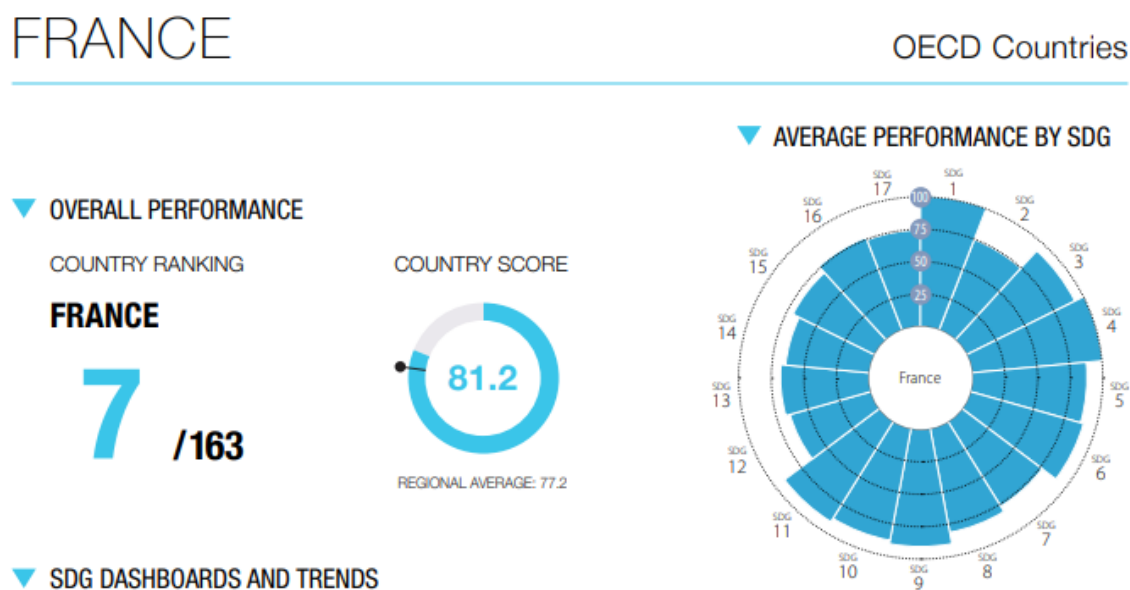 FRANCE
OECD Countries
AVERAGE PERFORMANCE BY SDG
OVERALL PERFORMANCE
COUNTRY RANKING
FRANCE
7 /163
COUNTRY SCORE
81.2
REGIONAL AVERAGE: 77.2
SDG 1
SDG 2
SDG 3
SDG 4
SDG 5
SDG 6
SDG 7
SDG 8
SDG 9
SDG 10
SDG 11
SDG 12
SDG 13
SDG 14
SDG 15
SDG 16
SDG 17
100
75
50
25
France
SDG DASHBOARDS AND TRENDS